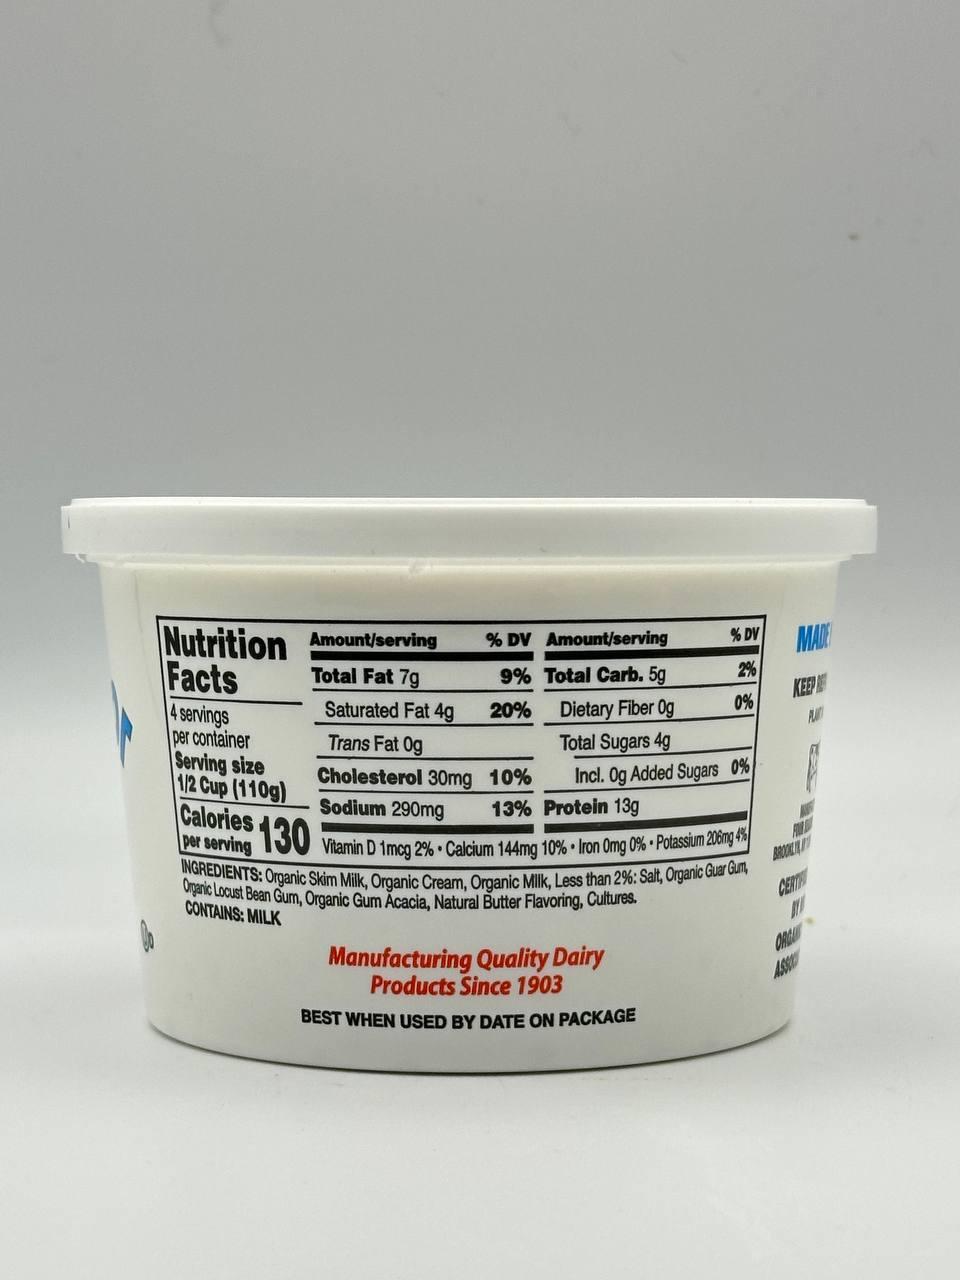 Nutrition
Facts
4 servings
per container
Serving size
1/2 Cup (110g)
Calories
per serving 130
Amount/serving % DV
Total Fat 7g 9%
Saturated Fat 4g 20%
Trans Fat 0g
Cholesterol 30mg 10%
Sodium 290mg 13%
Amount/serving % DV
Total Carb. 5g 2%
Dietary Fiber 0g 0%
Total Sugars 4g
Incl. 0g Added Sugars 0%
Protein 13g
Vitamin D 1mcg 2% • Calcium 144mg 10% • Iron 0mg 0% • Potassium 206mg 4%
INGREDIENTS: Organic Skim Milk, Organic Cream, Organic Milk, Less than 2%: Salt, Organic Guar Gum,
Organic Locust Bean Gum, Organic Gum Acacia, Natural Butter Flavoring, Cultures.
CONTAINS: MILK
Manufacturing Quality Dairy
Products Since 1903
BEST WHEN USED BY DATE ON PACKAGE
MADE
KEEP
BROOKLYN,